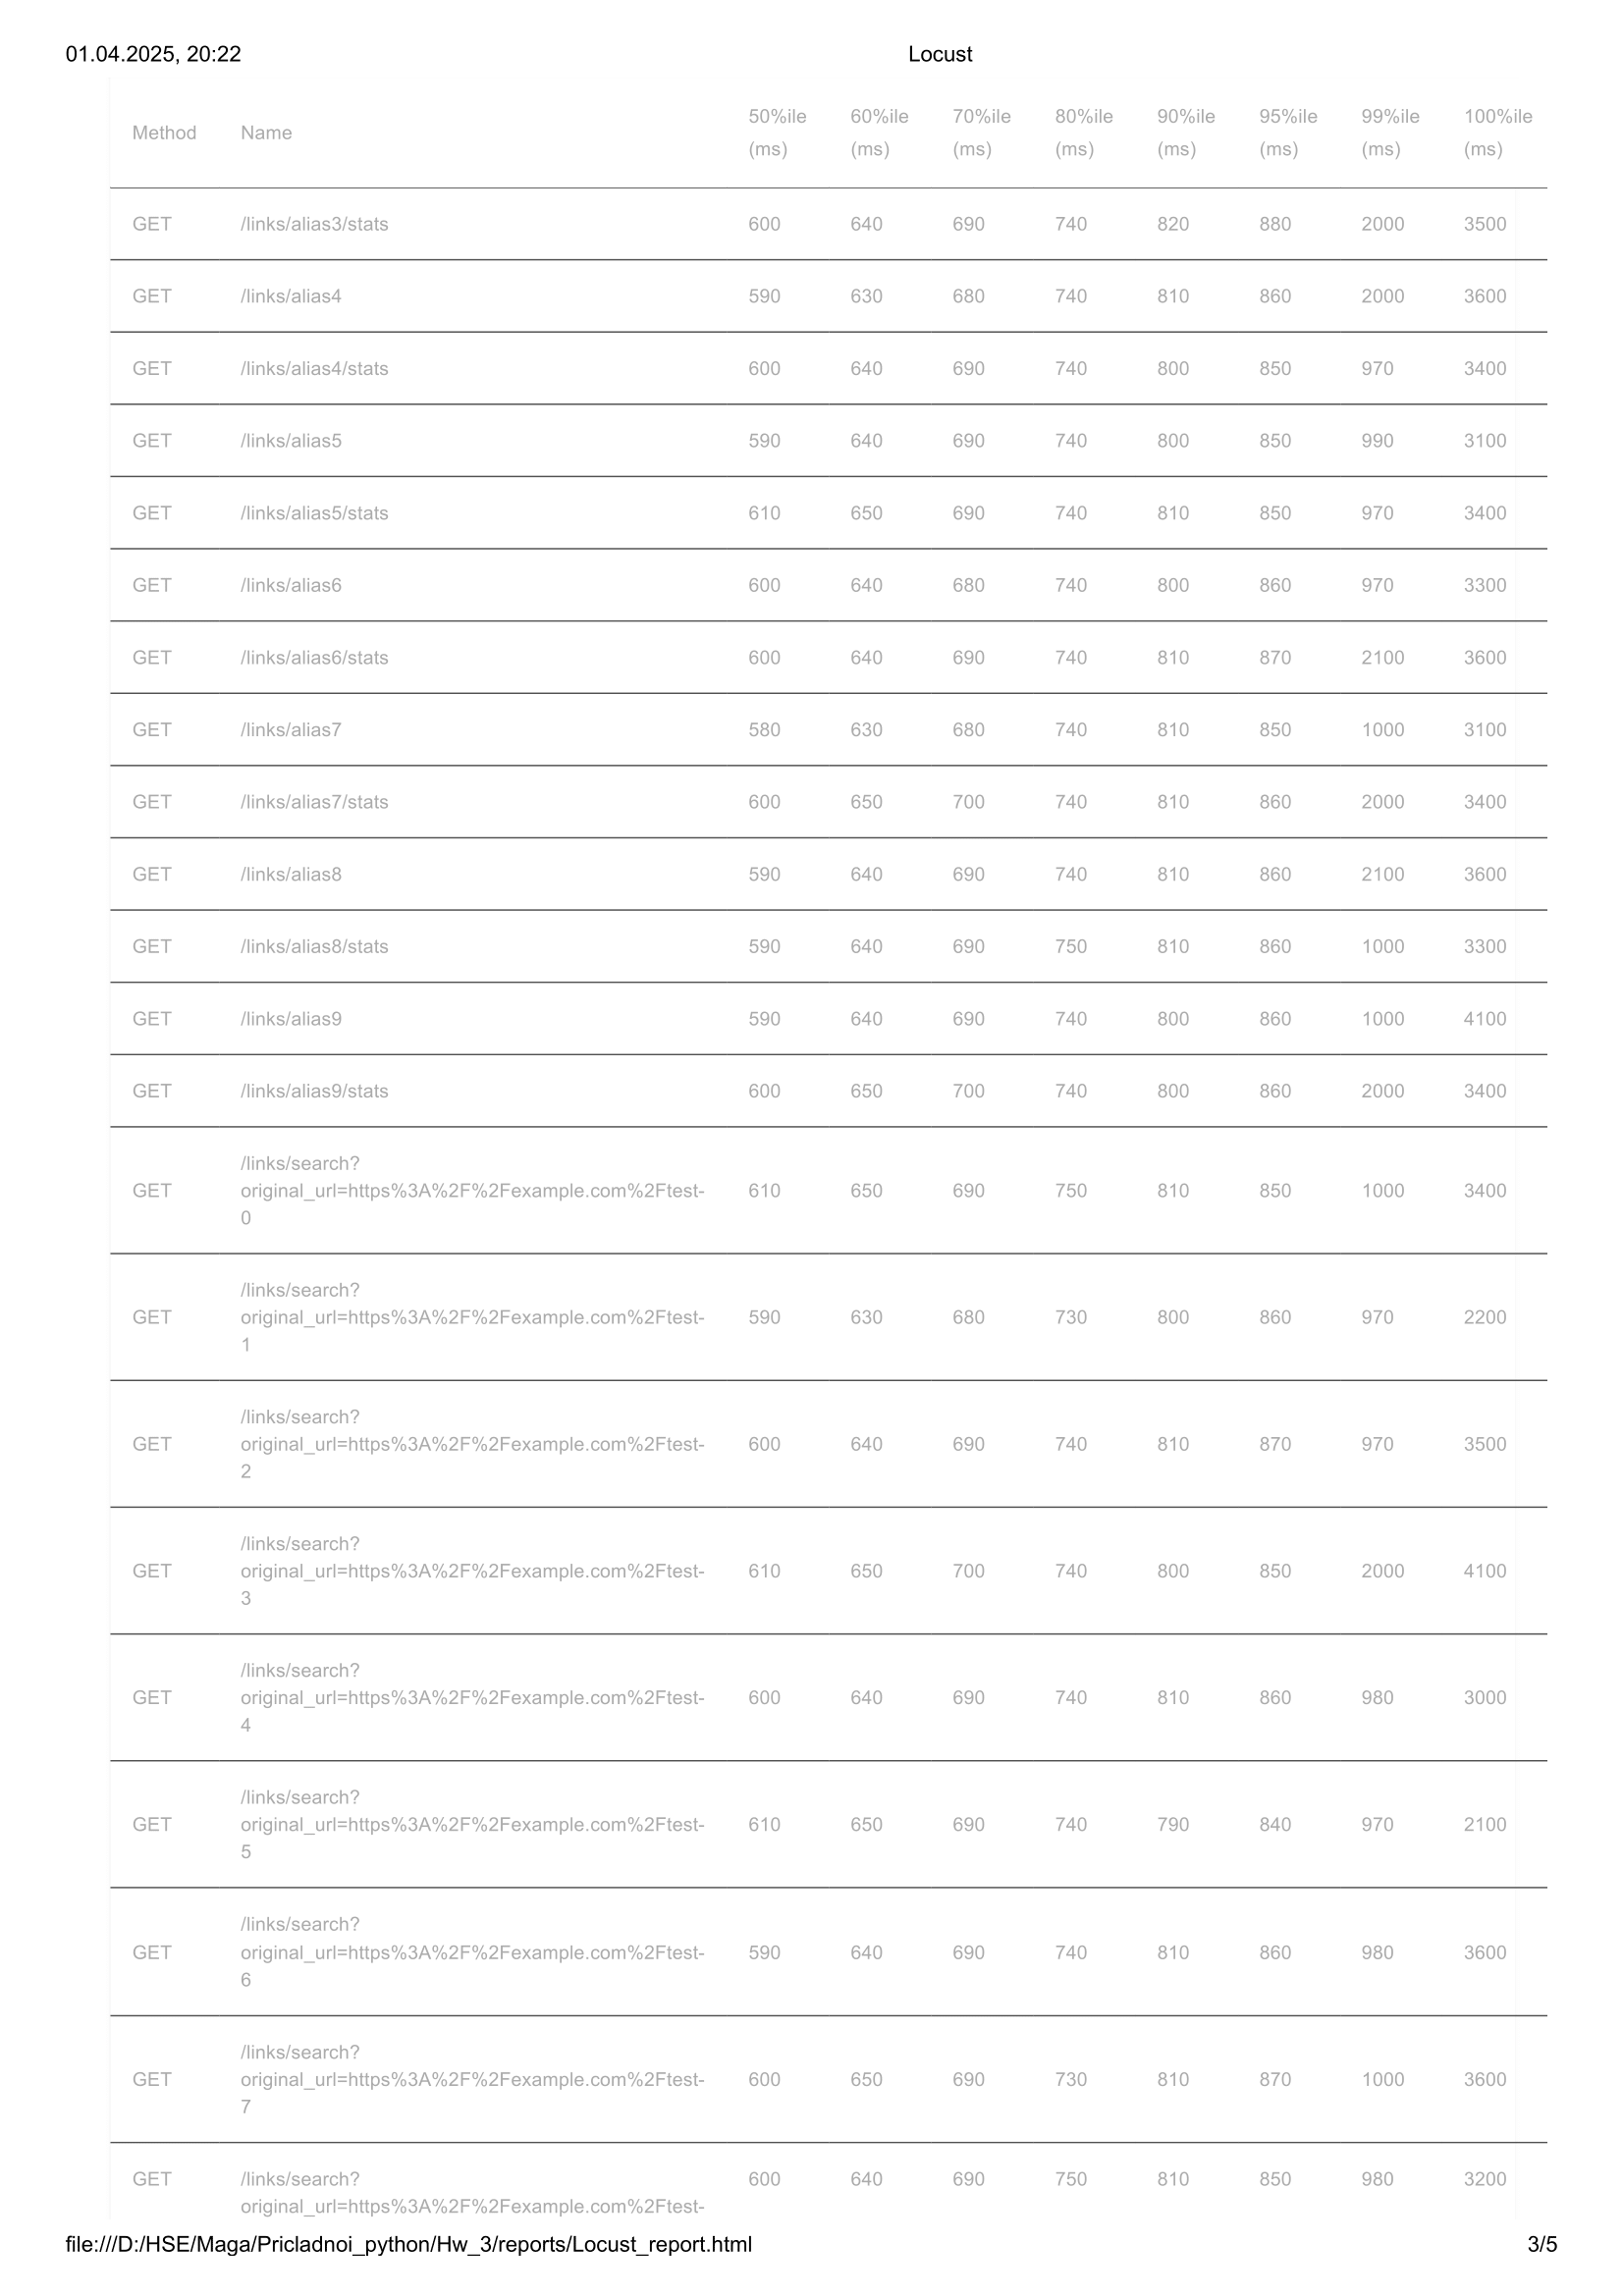 01.04.2025, 20:22 Locust
Method Name 50%ile (ms) 60%ile (ms) 70%ile (ms) 80%ile (ms) 90%ile (ms) 95%ile (ms) 99%ile (ms) 100%ile (ms)
GET /links/alias3/stats 600 640 690 740 820 880 2000 3500
GET /links/alias4 590 630 680 740 810 860 2000 3600
GET /links/alias4/stats 600 640 690 740 800 850 970 3400
GET /links/alias5 590 640 690 740 800 850 990 3100
GET /links/alias5/stats 610 650 690 740 810 850 970 3400
GET /links/alias6 600 640 680 740 800 860 970 3300
GET /links/alias6/stats 600 640 690 740 810 870 2100 3600
GET /links/alias7 580 630 680 740 810 850 1000 3100
GET /links/alias7/stats 600 650 700 740 810 860 2000 3400
GET /links/alias8 590 640 690 740 810 860 2100 3600
GET /links/alias8/stats 590 640 690 750 810 860 1000 3300
GET /links/alias9 590 640 690 740 800 860 1000 4100
GET /links/alias9/stats 600 650 700 740 800 860 2000 3400
/links/search?
GET original_url=https%3A%2F%2Fexample.com%2Ftest- 610 650 690 750 810 850 1000 3400
0
/links/search?
GET original_url=https%3A%2F%2Fexample.com%2Ftest- 590 630 680 730 800 860 970 2200
1
/links/search?
GET original_url=https%3A%2F%2Fexample.com%2Ftest- 600 640 690 740 810 870 970 3500
2
/links/search?
GET original_url=https%3A%2F%2Fexample.com%2Ftest- 610 650 700 740 800 850 2000 4100
3
/links/search?
GET original_url=https%3A%2F%2Fexample.com%2Ftest- 600 640 690 740 810 860 980 3000
4
/links/search?
GET original_url=https%3A%2F%2Fexample.com%2Ftest- 610 650 690 740 790 840 970 2100
5
/links/search?
GET original_url=https%3A%2F%2Fexample.com%2Ftest- 590 640 690 740 810 860 980 3600
6
/links/search?
GET original_url=https%3A%2F%2Fexample.com%2Ftest- 600 650 690 730 810 870 1000 3600
7
GET /links/search? 600 640 690 750 810 850 980 3200
original_url=https%3A%2F%2Fexample.com%2Ftest-
file:///D:/HSE/Maga/Pricladnoi_python/Hw_3/reports/Locust_report.html 3/5